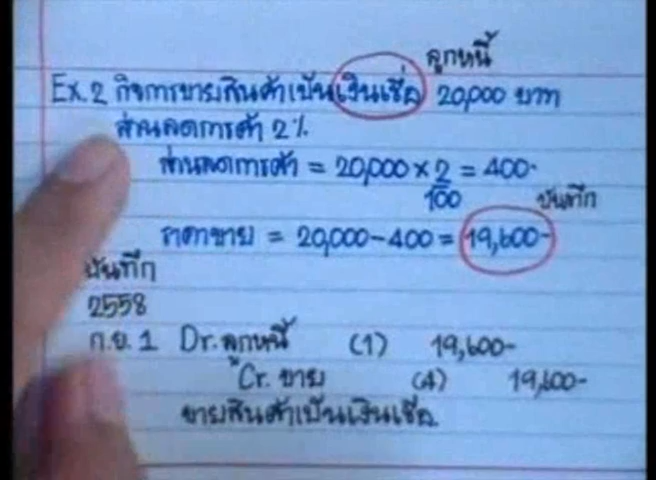 ลูกหนี้
Ex.2 กิจการขายสินค้าเป็นเงินเชื่อ 20,000 บาท
ส่วนลดการค้า 2%
ส่วนลดการค้า = 20,000 × 2 = 400-
100 บันทึก
ราคาขาย = 20,000-400 = 19,600-
บันทึก
2558
ก.ย. 1 Dr. ลูกหนี้ (1) 19,600-
Cr. ขาย (4) 19,600-
ขายสินค้าเป็นเงินเชื่อ